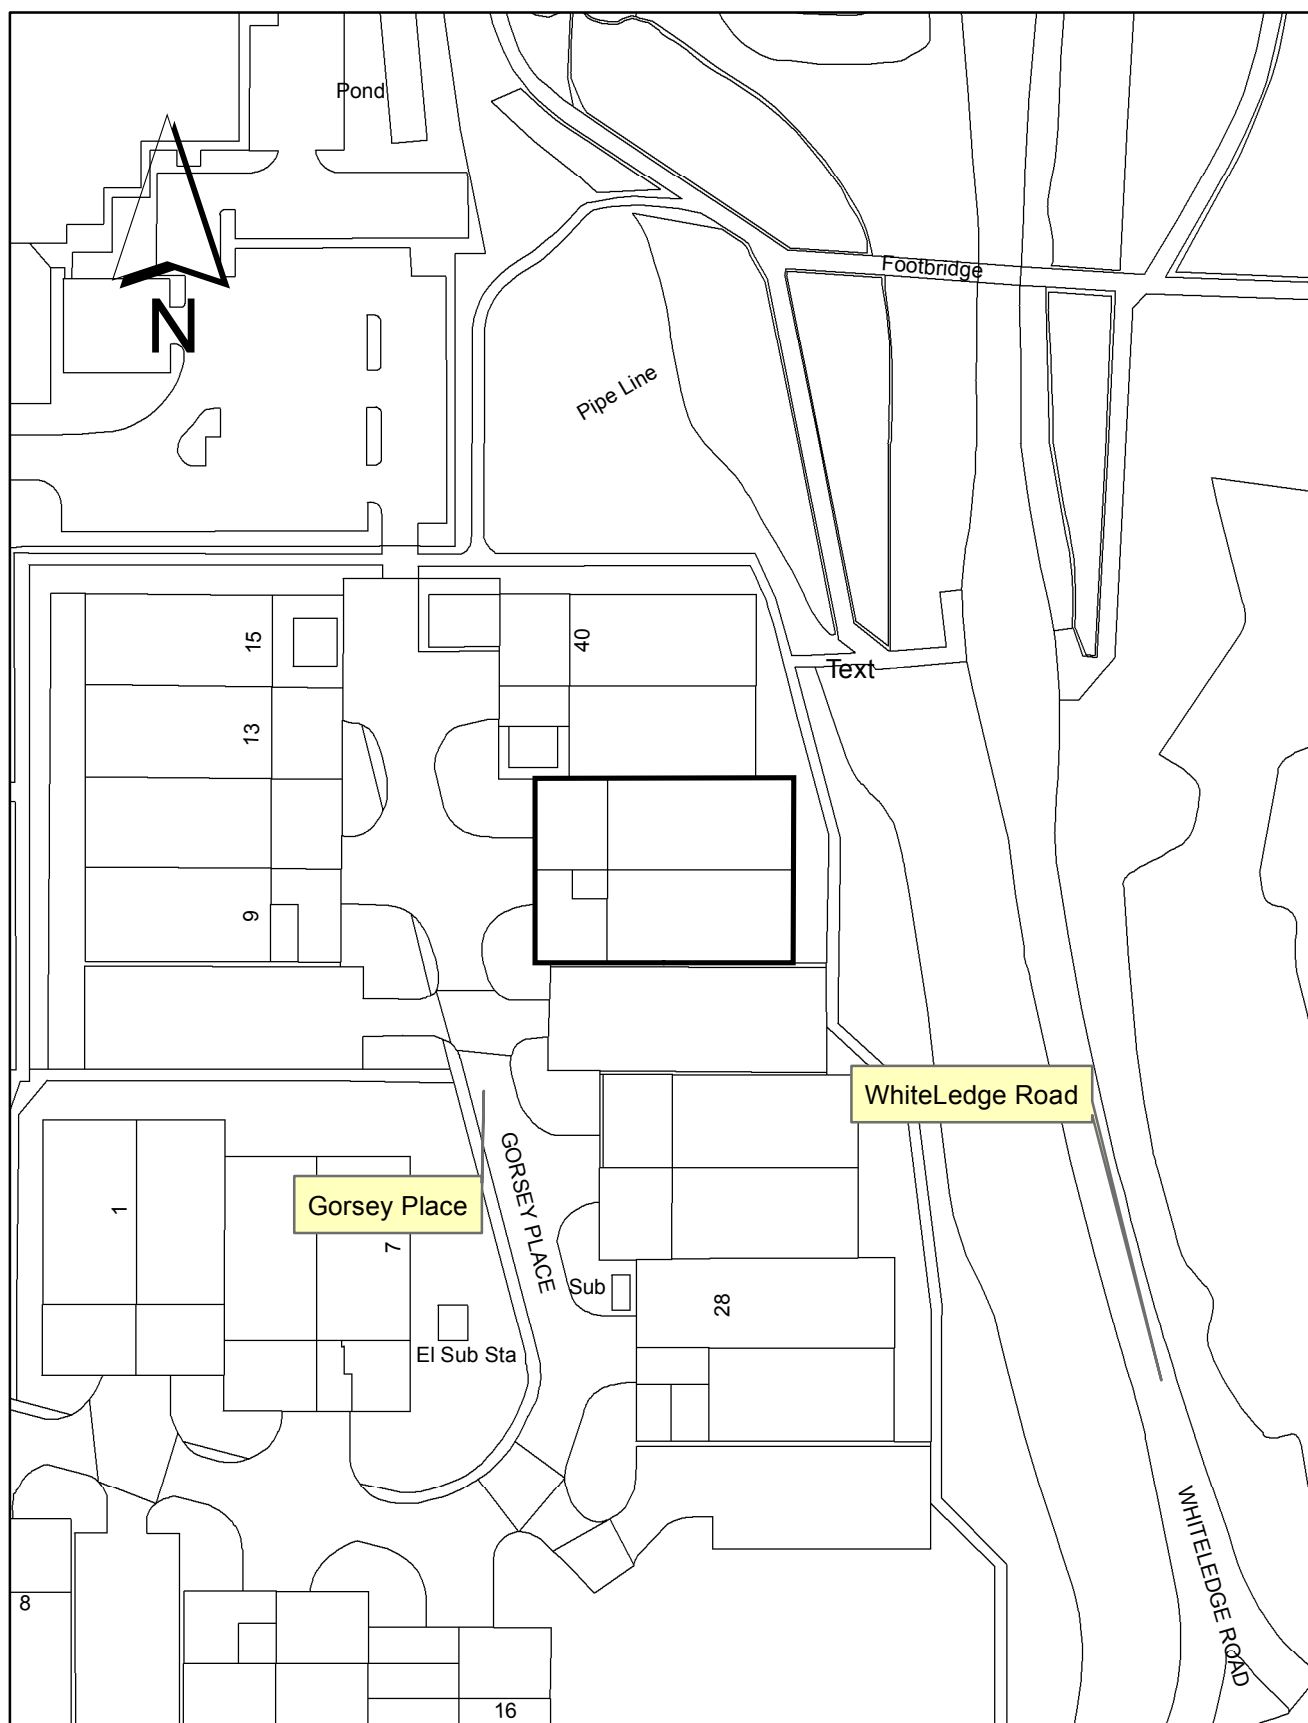 Pond
Footbridge
N
Pipe Line
15
40
Text
13
9
WhiteLedge Road
GORSEY PLACE
Gorsey Place
1
7
Sub
28
El Sub Sta
WHITELEDGE ROAD
8
16